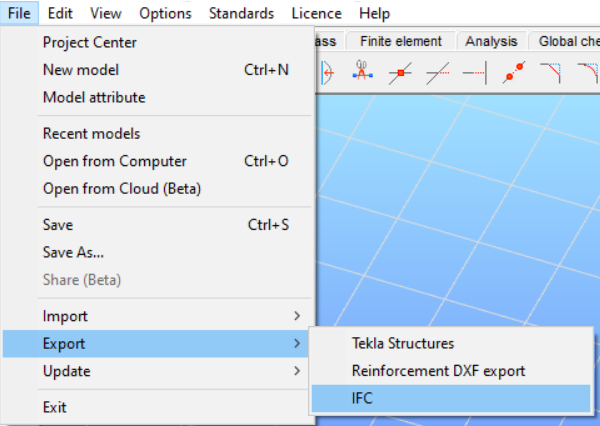 File Edit View Options Standards Licence Help
Finite element Analysis Global che
Project Center
New model Ctrl+N
Model attribute
Recent models
Open from Computer Ctrl+O
Open from Cloud (Beta)
Save Ctrl+S
Save As...
Share (Beta)
Import
Export
Tekla Structures
Update
Reinforcement DXF export
IFC
Exit